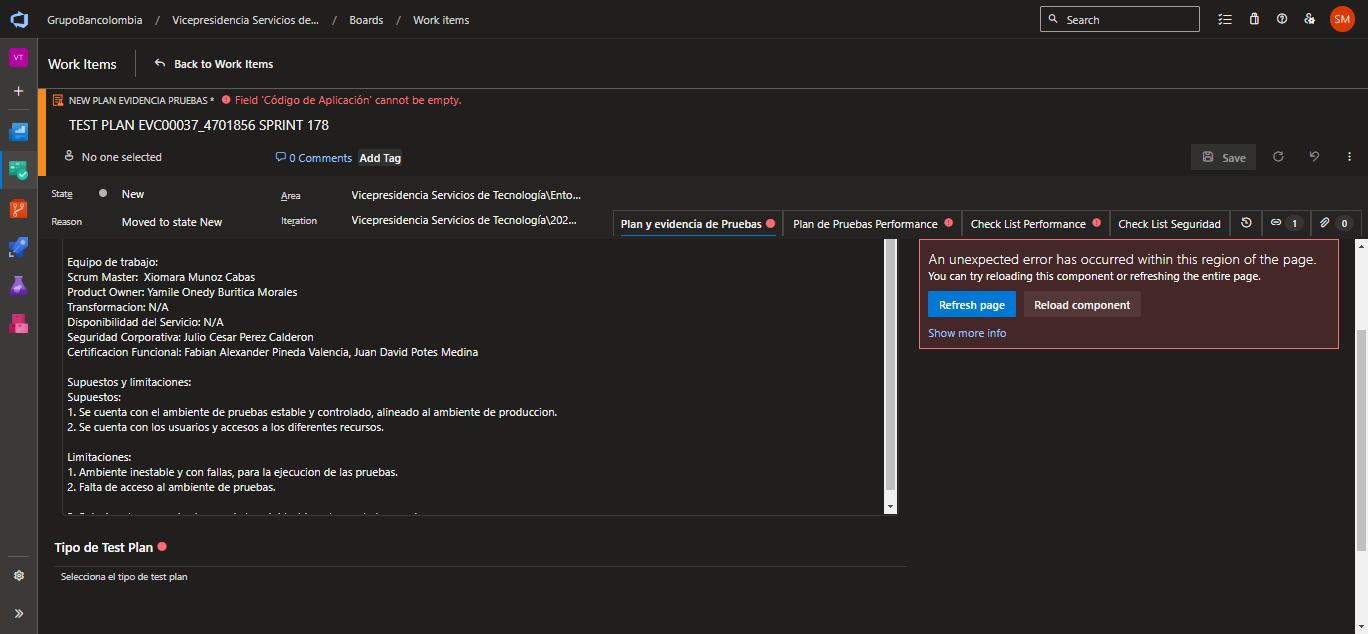 GrupoBancolombia / Vicepresidencia Servicios de... / Boards / Work items
Search
SM
VT
Work Items
Back to Work Items
NEW PLAN EVIDENCIA PRUEBAS * Field 'Código de Aplicación' cannot be empty.
TEST PLAN EVC00037_4701856 SPRINT 178
No one selected
0 Comments
Add Tag
Save
State
New
Area
Vicepresidencia Servicios de Tecnología\Ento...
Reason
Moved to state New
Iteration
Vicepresidencia Servicios de Tecnología\202...
Plan y evidencia de Pruebas
Plan de Pruebas Performance
Check List Performance
Check List Seguridad
1
0
Equipo de trabajo:
Scrum Master: Xiomara Munoz Cabas
Product Owner: Yamile Onedy Buritica Morales
Transformacion: N/A
Disponibilidad del Servicio: N/A
Seguridad Corporativa: Julio Cesar Perez Calderon
Certificacion Funcional: Fabian Alexander Pineda Valencia, Juan David Potes Medina
Supuestos y limitaciones:
Supuestos:
1. Se cuenta con el ambiente de pruebas estable y controlado, alineado al ambiente de produccion.
2. Se cuenta con los usuarios y accesos a los diferentes recursos.
Limitaciones:
1. Ambiente inestable y con fallas, para la ejecucion de las pruebas.
2. Falta de acceso al ambiente de pruebas.
An unexpected error has occurred within this region of the page.
You can try reloading this component or refreshing the entire page.
Refresh page
Reload component
Show more info
Tipo de Test Plan
Selecciona el tipo de test plan